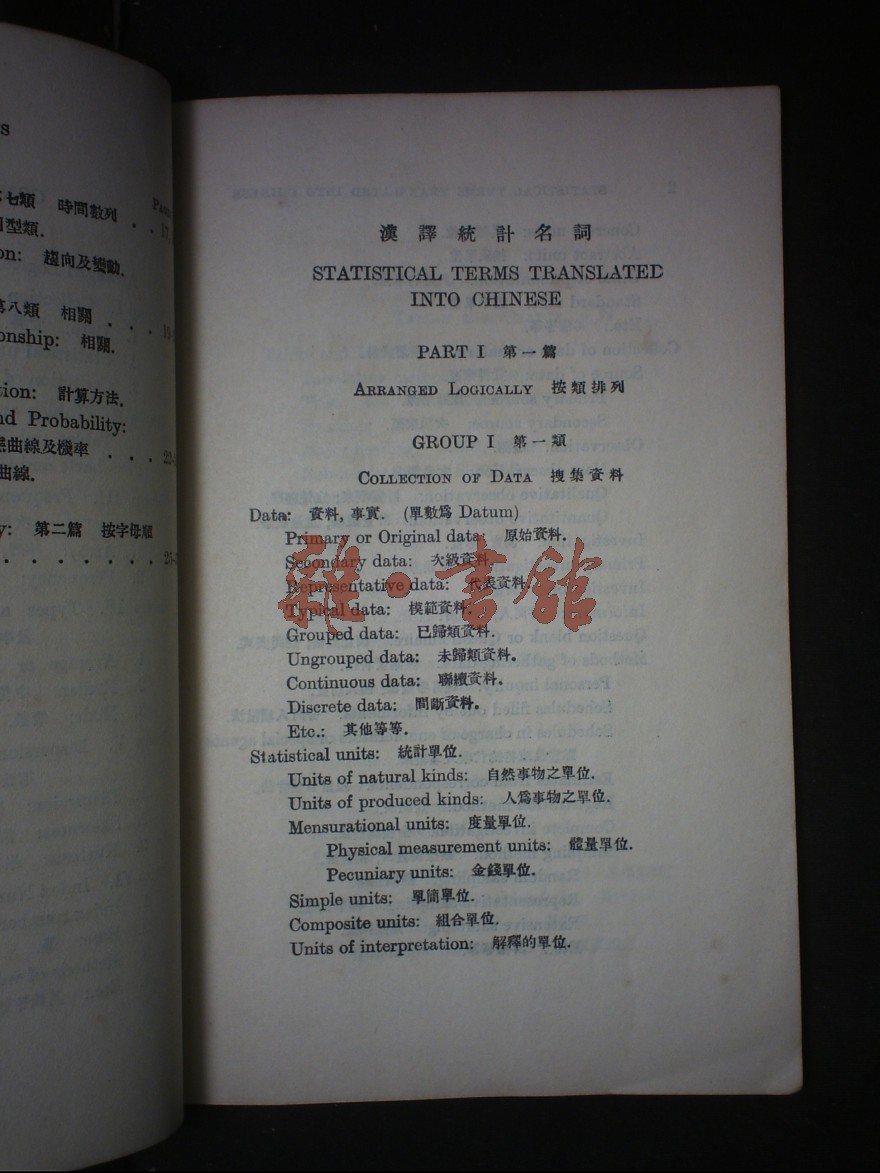 s
第七類 時間數列 . .
型類.
on: 趨向及變動.
第八類 相關 . . .
onship: 相關.
tion: 計算方法.
nd Probability:
曲線及機率 . . . 22-
曲線.
y: 第二篇 按字母順
. . . . . . . 25-
漢譯統計名詞
STATISTICAL TERMS TRANSLATED
INTO CHINESE
PART I 第一篇
ARRANGED LOGICALLY 按類排列
GROUP I 第一類
COLLECTION OF DATA 搜集資料
Data: 資料, 事實. (單數爲 Datum)
Primary or Original data: 原始資料.
Secondary data: 次級資料.
Representative data: 代表資料.
Typical data: 模範資料.
Grouped data: 已歸類資料.
Ungrouped data: 未歸類資料.
Continuous data: 聯續資料.
Discrete data: 間斷資料.
Etc.: 其他等等.
Statistical units: 統計單位.
Units of natural kinds: 自然事物之單位.
Units of produced kinds: 人爲事物之單位.
Mensurational units: 度量單位.
Physical measurement units: 體量單位.
Pecuniary units: 金錢單位.
Simple units: 單簡單位.
Composite units: 組合單位.
Units of interpretation: 解釋的單位.
雜·書館